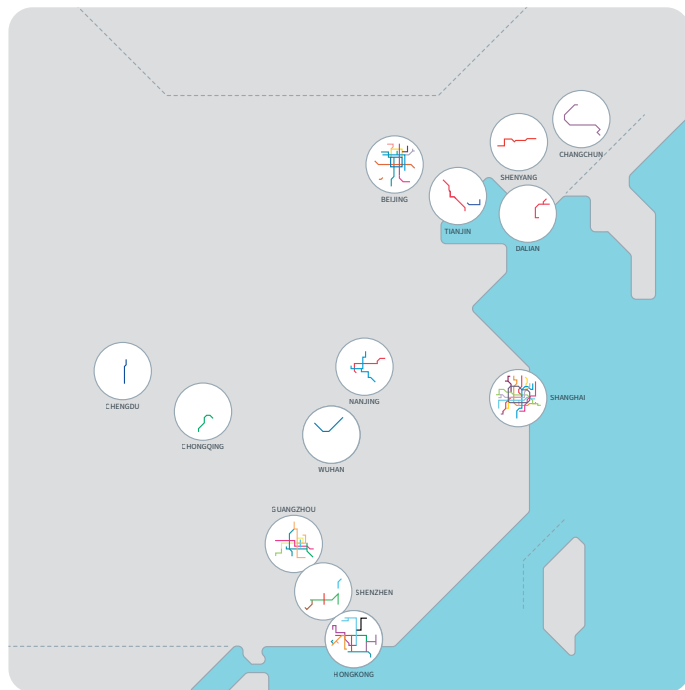 CHANGCHUN
SHENYANG
BEIJING
TIANJIN
DALIAN
NANJING
SHANGHAI
CHENGDU
CHONGQING
WUHAN
GUANGZHOU
SHENZHEN
HONGKONG